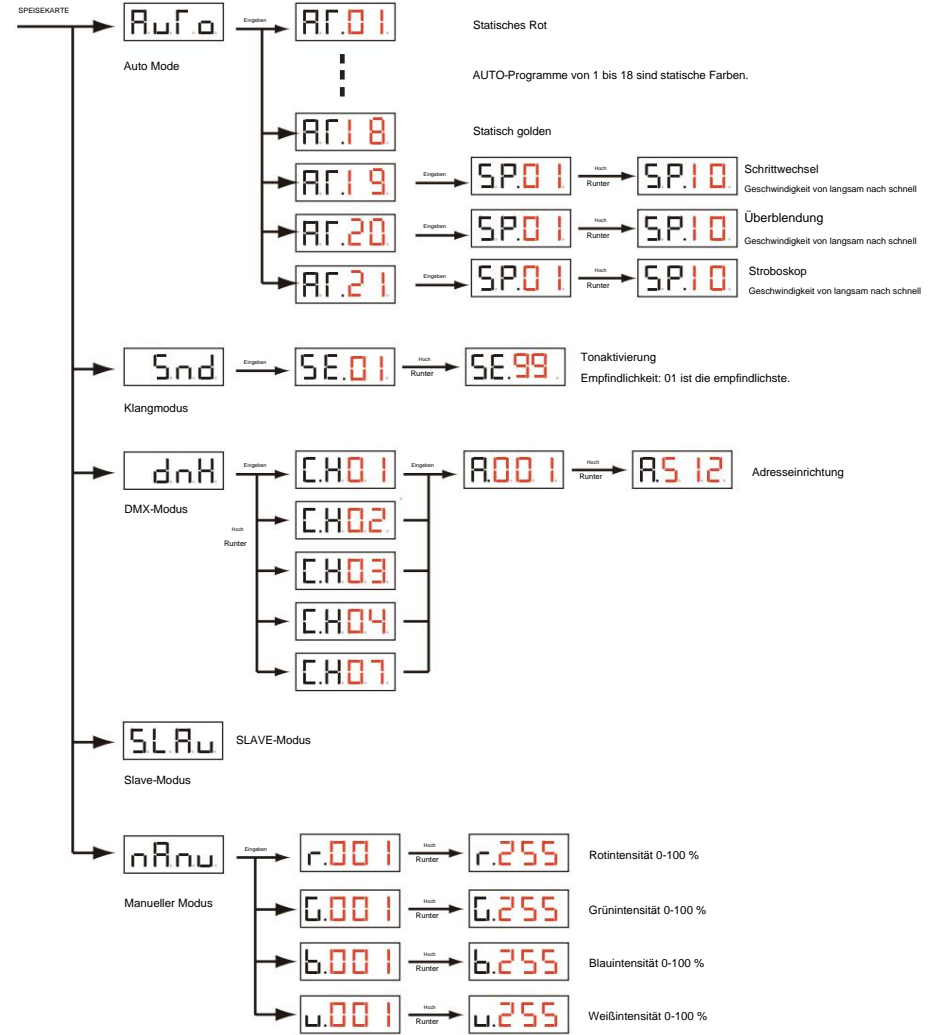 SPEISEKARTE
AuTo Eingeben AT.01. Statisches Rot
Auto Mode
AUTO-Programme von 1 bis 18 sind statische Farben.
AT.18. Statisch golden
AT.19. Eingeben SP.01. Hoch Runter SP.10. Schrittwechsel
Geschwindigkeit von langsam nach schnell
AT.20. Eingeben SP.01. Hoch Runter SP.10. Überblendung
Geschwindigkeit von langsam nach schnell
AT.21. Eingeben SP.01. Hoch Runter SP.10. Stroboskop
Geschwindigkeit von langsam nach schnell
Snd Eingeben SE.01. Hoch Runter SE.99. Tonaktivierung
Empfindlichkeit: 01 ist die empfindlichste.
Klangmodus
dnX Eingeben C.H01. Eingeben A.001. Hoch Runter A.512. Adresseinrichtung
DMX-Modus
C.H02.
Hoch
Runter
C.H03.
C.H04.
C.H07.
SLAu SLAVE-Modus
Slave-Modus
nAnu Eingeben r.001 Hoch Runter r.255 Rotintensität 0-100 %
Manueller Modus
G.001 Hoch Runter G.255 Grünintensität 0-100 %
b.001 Hoch Runter b.255 Blauintensität 0-100 %
u.001 Hoch Runter u.255 Weißintensität 0-100 %